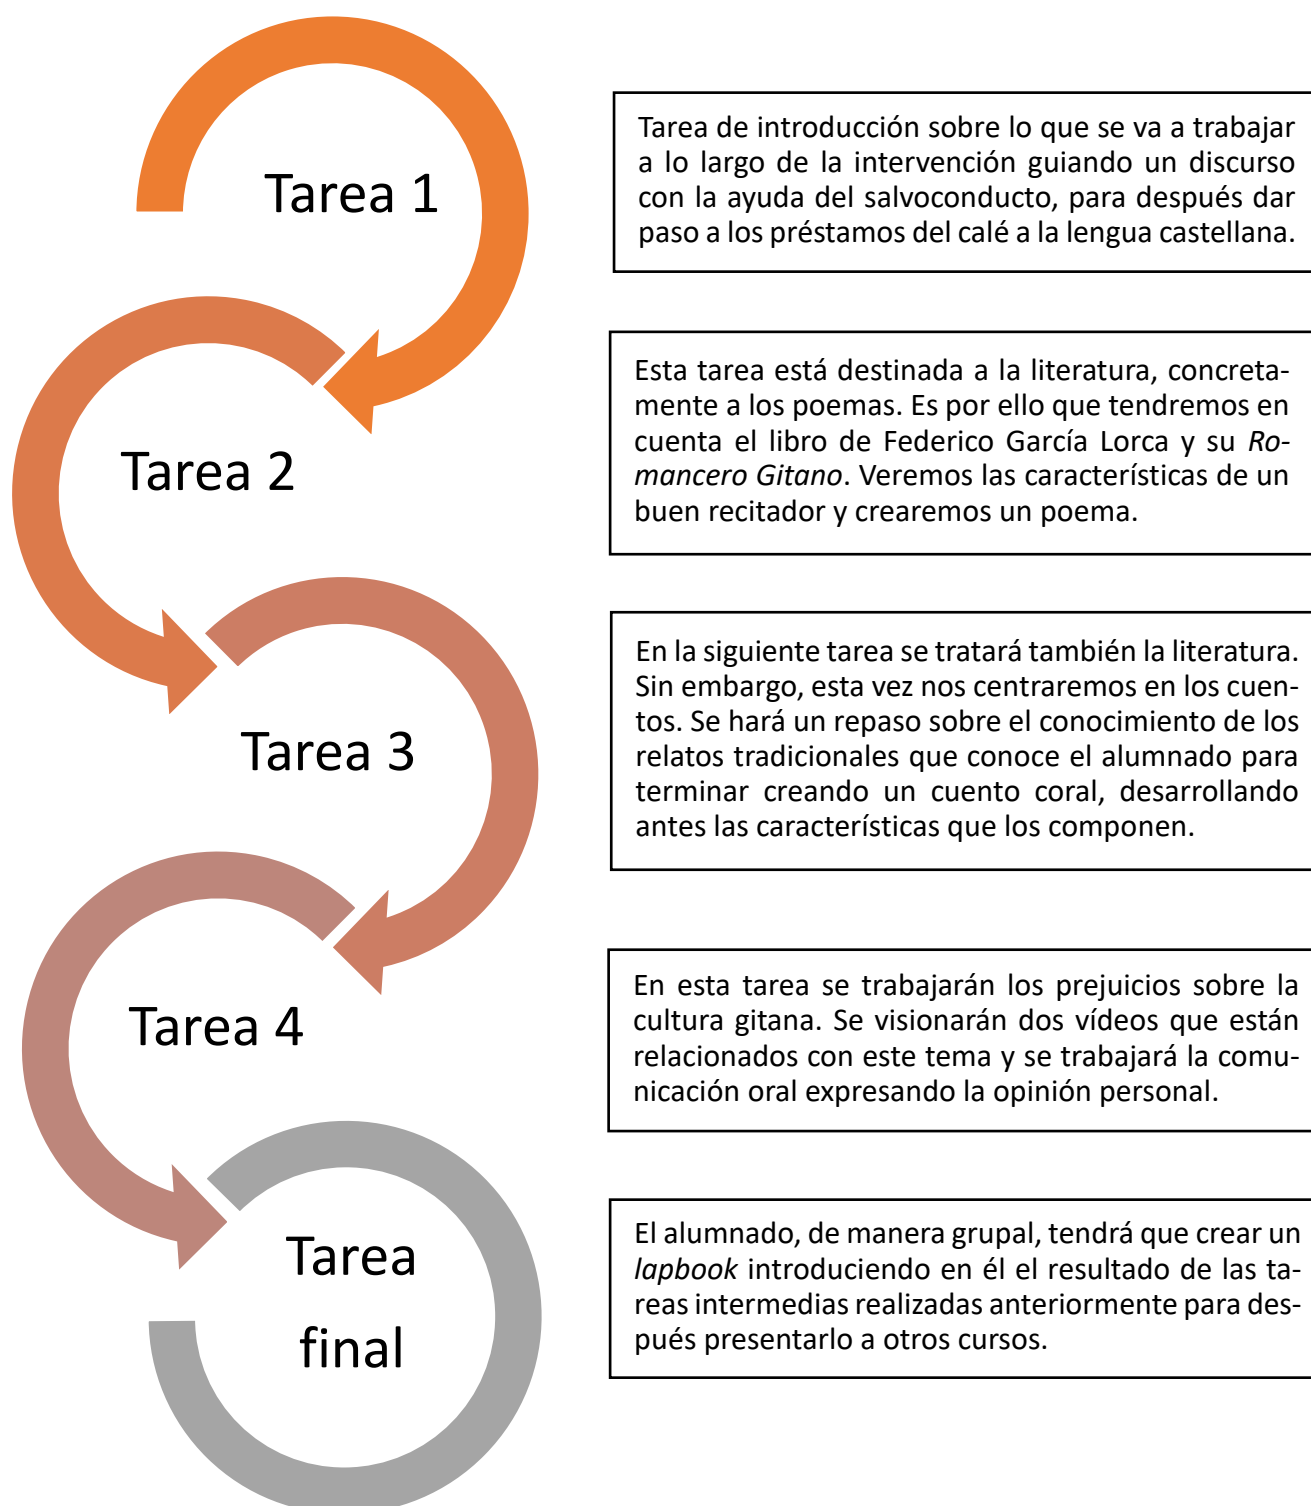 Tarea 1
Tarea de introducción sobre lo que se va a trabajar
a lo largo de la intervención guiando un discurso
con la ayuda del salvoconducto, para después dar
paso a los préstamos del calé a la lengua castellana.
Tarea 2
Esta tarea está destinada a la literatura, concreta-
mente a los poemas. Es por ello que tendremos en
cuenta el libro de Federico García Lorca y su Ro-
mancero Gitano. Veremos las características de un
buen recitador y crearemos un poema.
Tarea 3
En la siguiente tarea se tratará también la literatura.
Sin embargo, esta vez nos centraremos en los cuen-
tos. Se hará un repaso sobre el conocimiento de los
relatos tradicionales que conoce el alumnado para
terminar creando un cuento coral, desarrollando
antes las características que los componen.
Tarea 4
En esta tarea se trabajarán los prejuicios sobre la
cultura gitana. Se visionarán dos vídeos que están
relacionados con este tema y se trabajará la comu-
nicación oral expresando la opinión personal.
Tarea
final
El alumnado, de manera grupal, tendrá que crear un
lapbook introduciendo en él el resultado de las ta-
reas intermedias realizadas anteriormente para des-
pués presentarlo a otros cursos.